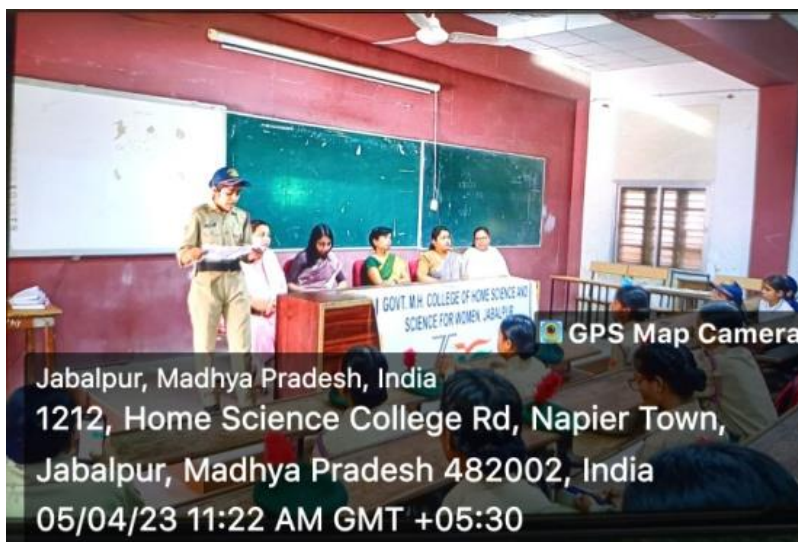 GOVT. M.H. COLLEGE OF HOME SCIENCE AND
SCIENCE FOR WOMEN, JABALPUR
GPS Map Camera
Jabalpur, Madhya Pradesh, India
1212, Home Science College Rd, Napier Town,
Jabalpur, Madhya Pradesh 482002, India
05/04/23 11:22 AM GMT +05:30